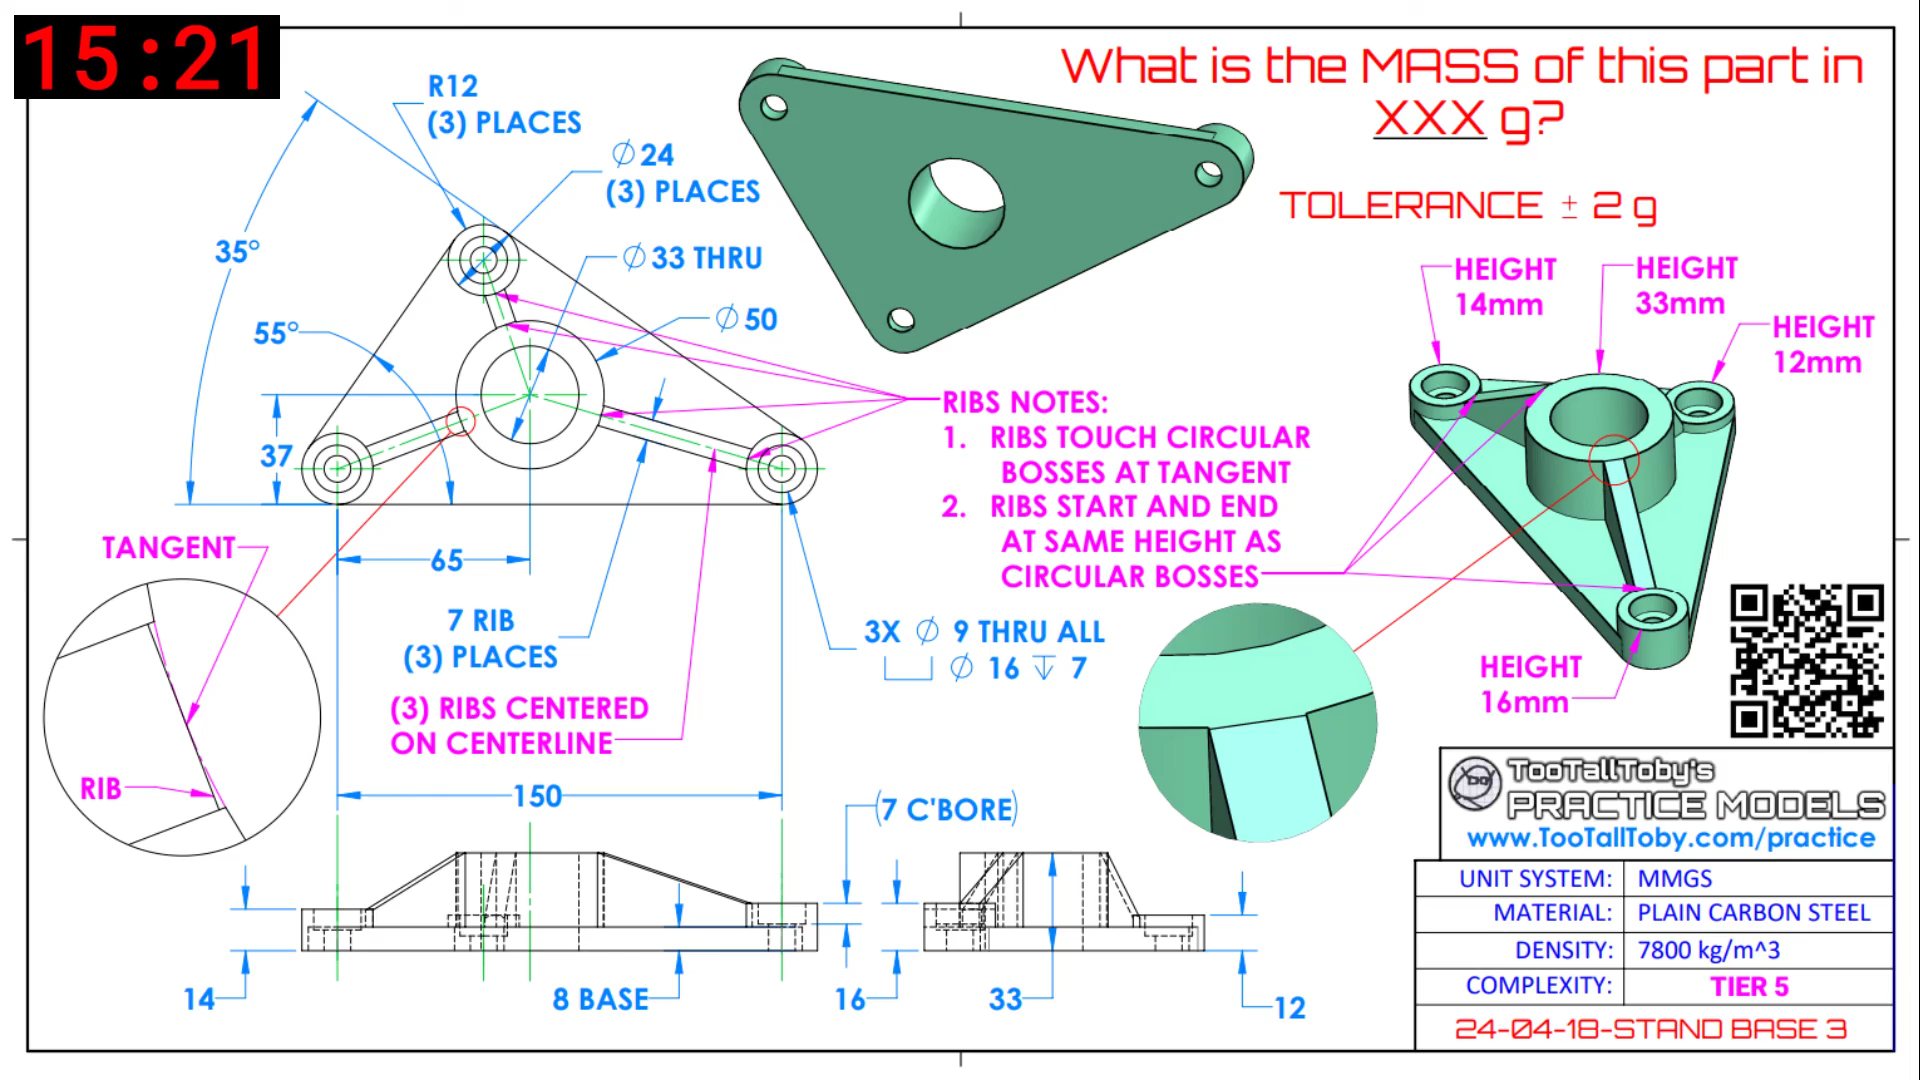 15:21
What is the MASS of this part in
XXX g?
TOLERANCE ± 2 g
R12
(3) PLACES
∅ 24
(3) PLACES
∅ 33 THRU
∅ 50
35°
55°
37
65
150
HEIGHT
14mm
HEIGHT
33mm
HEIGHT
12mm
RIBS NOTES:
1. RIBS TOUCH CIRCULAR
BOSSES AT TANGENT
2. RIBS START AND END
AT SAME HEIGHT AS
CIRCULAR BOSSES
TANGENT
RIB
7 RIB
(3) PLACES
(3) RIBS CENTERED
ON CENTERLINE
3X ∅ 9 THRU ALL
⌴ ∅ 16 ↧ 7
HEIGHT
16mm
(7 C'BORE)
14
8 BASE
16
33
12
TooTallToby's
PRACTICE MODELS
www.TooTallToby.com/practice
UNIT SYSTEM: MMGS
MATERIAL: PLAIN CARBON STEEL
DENSITY: 7800 kg/m^3
COMPLEXITY: TIER 5
24-04-18-STAND BASE 3